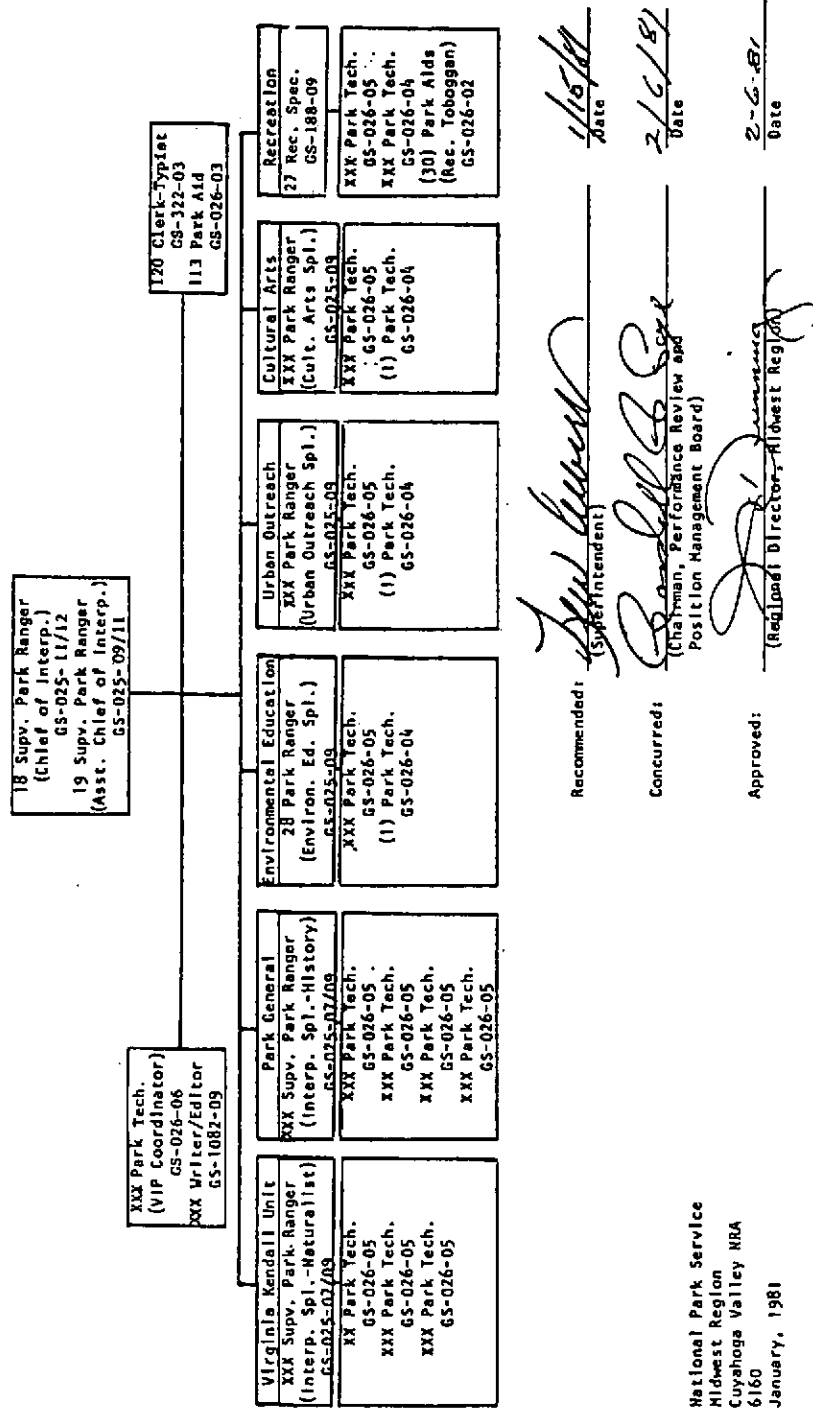 18 Supv. Park Ranger
(Chief of Interp.)
GS-025-11/12
19 Supv. Park Ranger
(Asst. Chief of Interp.)
GS-025-09/11
XXX Park Tech.
(VIP Coordinator)
GS-026-06
XXX Writer/Editor
GS-1082-09
120 Clerk-Typist
GS-322-03
113 Park Aid
GS-026-03
Virginia Kendall Unit
XXX Supv. Park Ranger
(Interp. Spl.-Naturalist)
GS-025-07/09
XX Park Tech.
GS-026-05
XXX Park Tech.
GS-026-05
XXX Park Tech.
GS-026-05
Park General
XXX Supv. Park Ranger
(Interp. Spl.-History)
GS-025-07/09
XXX Park Tech.
GS-026-05
XXX Park Tech.
GS-026-05
XXX Park Tech.
GS-026-05
XXX Park Tech.
GS-026-05
Environmental Education
28 Park Ranger
(Environ. Ed. Spl.)
GS-025-09
XXX Park Tech.
GS-026-05
(1) Park Tech.
GS-026-04
Urban Outreach
XXX Park Ranger
(Urban Outreach Spl.)
GS-025-09
XXX Park Tech.
GS-026-05
(1) Park Tech.
GS-026-04
Cultural Arts
XXX Park Ranger
(Cult. Arts Spl.)
GS-025-09
XXX Park Tech.
GS-026-05
(1) Park Tech.
GS-026-04
Recreation
27 Rec. Spec.
GS-188-09
XXX Park Tech.
GS-026-05
XXX Park Tech.
GS-026-04
(30) Park Aids
(Rec. Toboggan)
GS-026-02
Recommended:
(Superintendent)
Date
Concurred:
2/6/81
(Chairman, Performance Review and
Position Management Board)
Date
Approved:
2-6-81
(Regional Director, Midwest Region)
Date
National Park Service
Midwest Region
Cuyahoga Valley NRA
6160
January, 1981